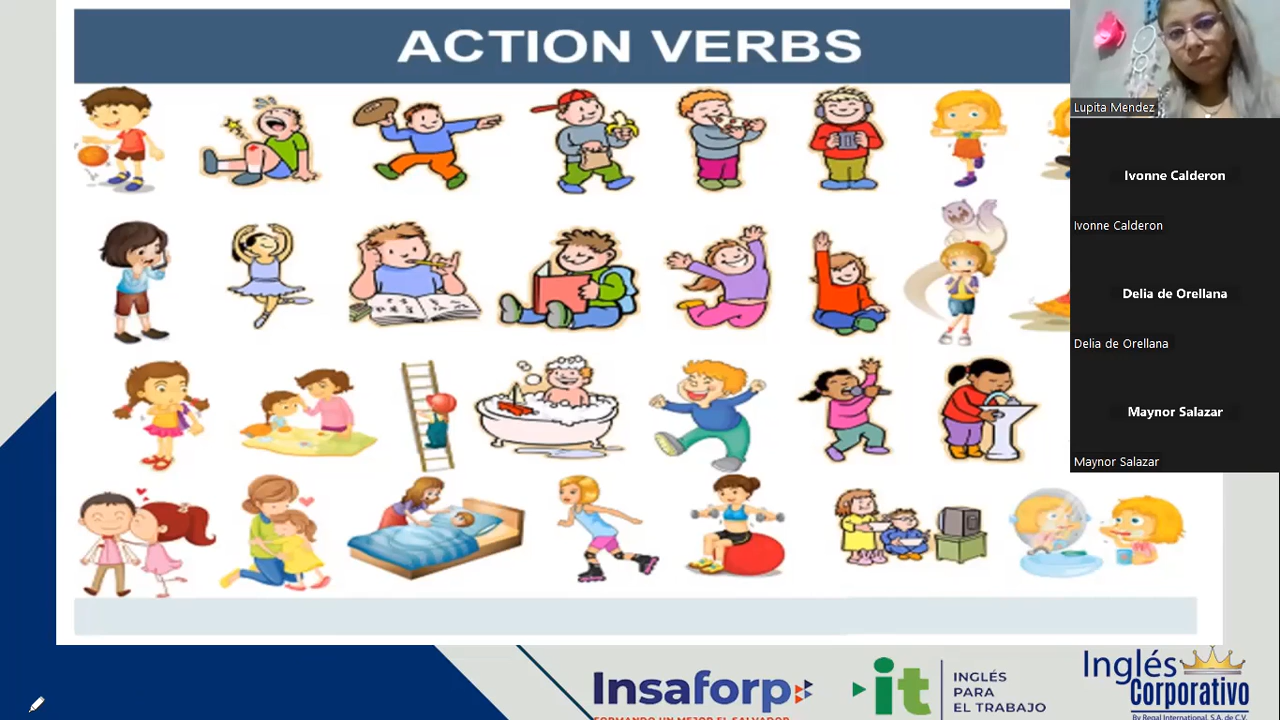 ACTION VERBS
Lupita Mendez
Ivonne Calderon
Ivonne Calderon
Delia de Orellana
Delia de Orellana
Maynor Salazar
Maynor Salazar
Insaforp
FORMANDO UN MEJOR EL SALVADOR
it
INGLÉS
PARA
EL TRABAJO
Inglés
Corporativo
By Regal International, S.A. de C.V.